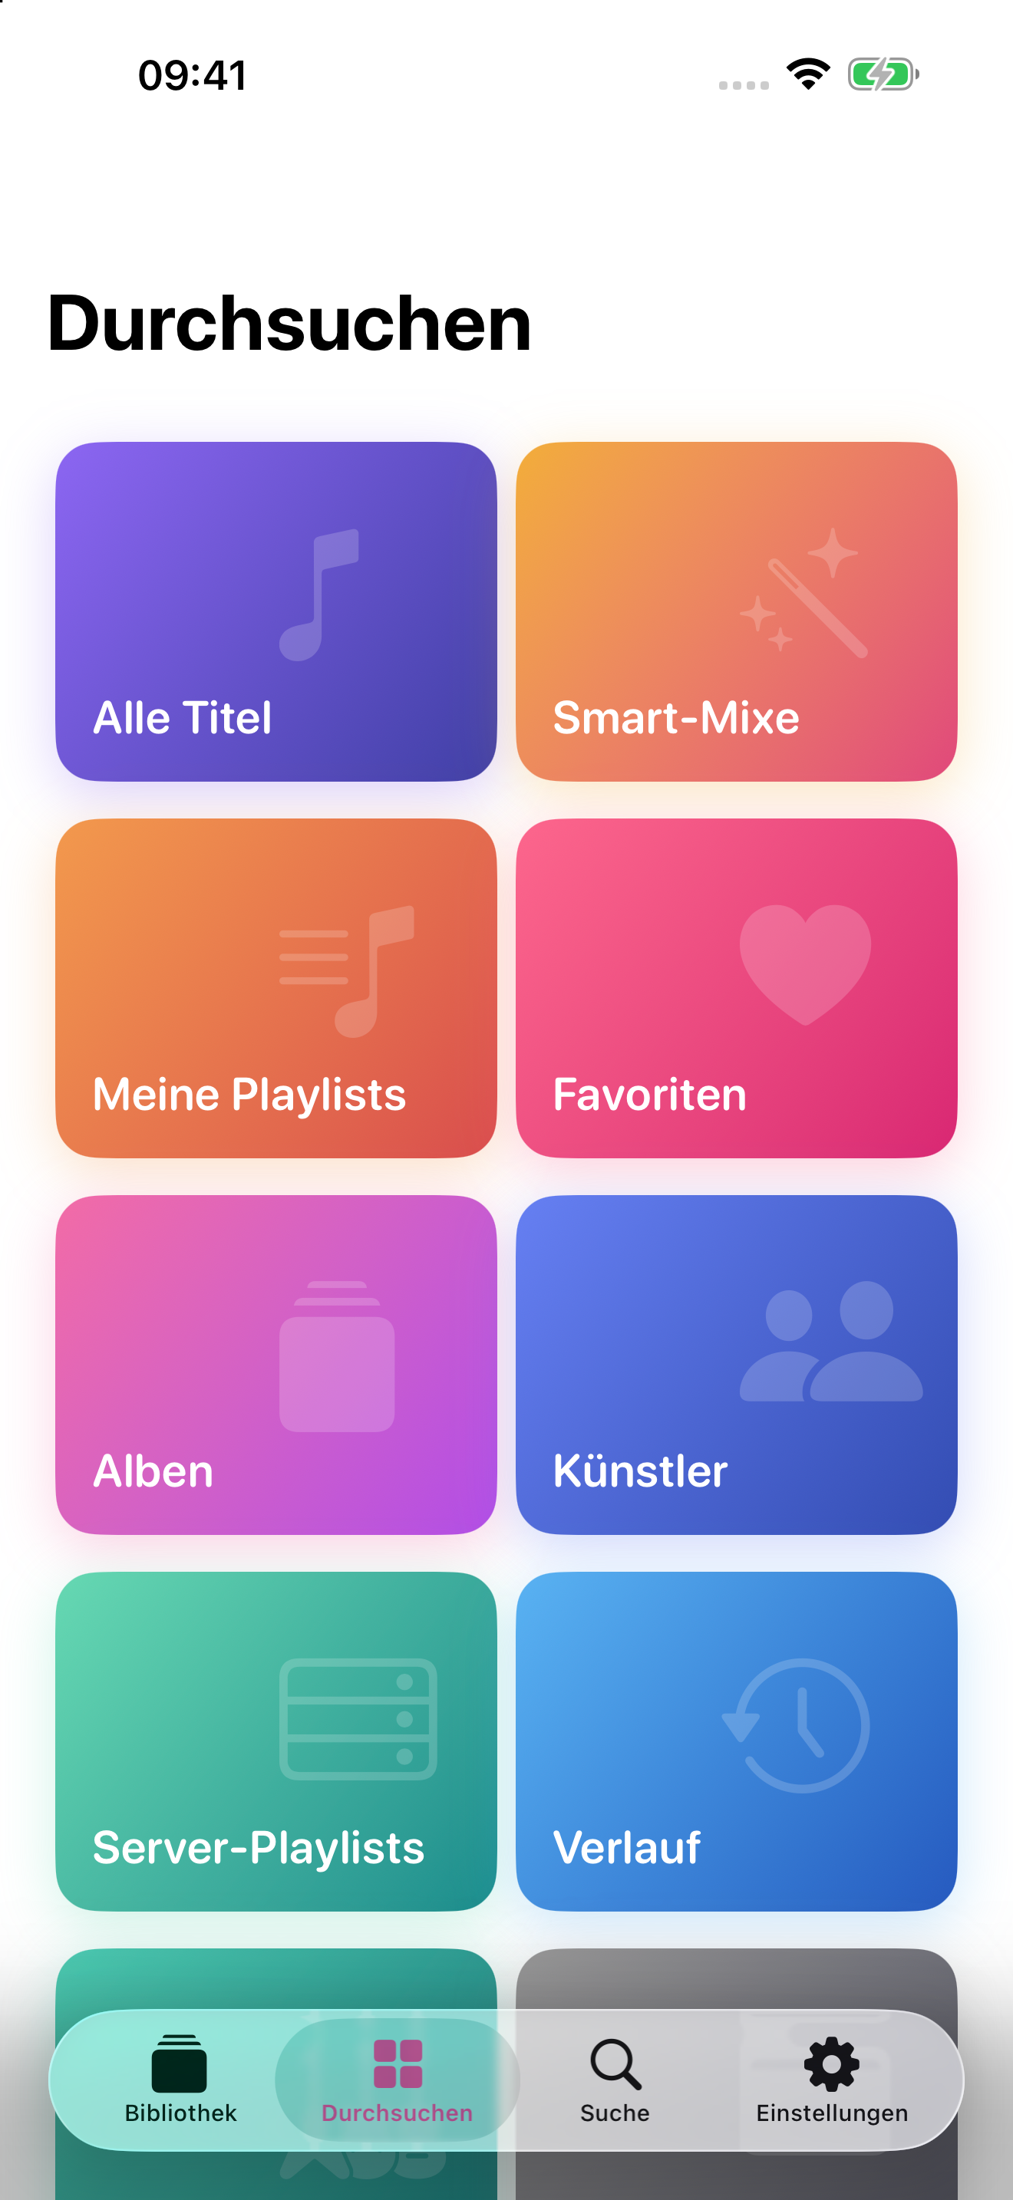 09:41
Durchsuchen
Alle Titel
Smart-Mixe
Meine Playlists
Favoriten
Alben
Künstler
Server-Playlists
Verlauf
Bibliothek
Durchsuchen
Suche
Einstellungen